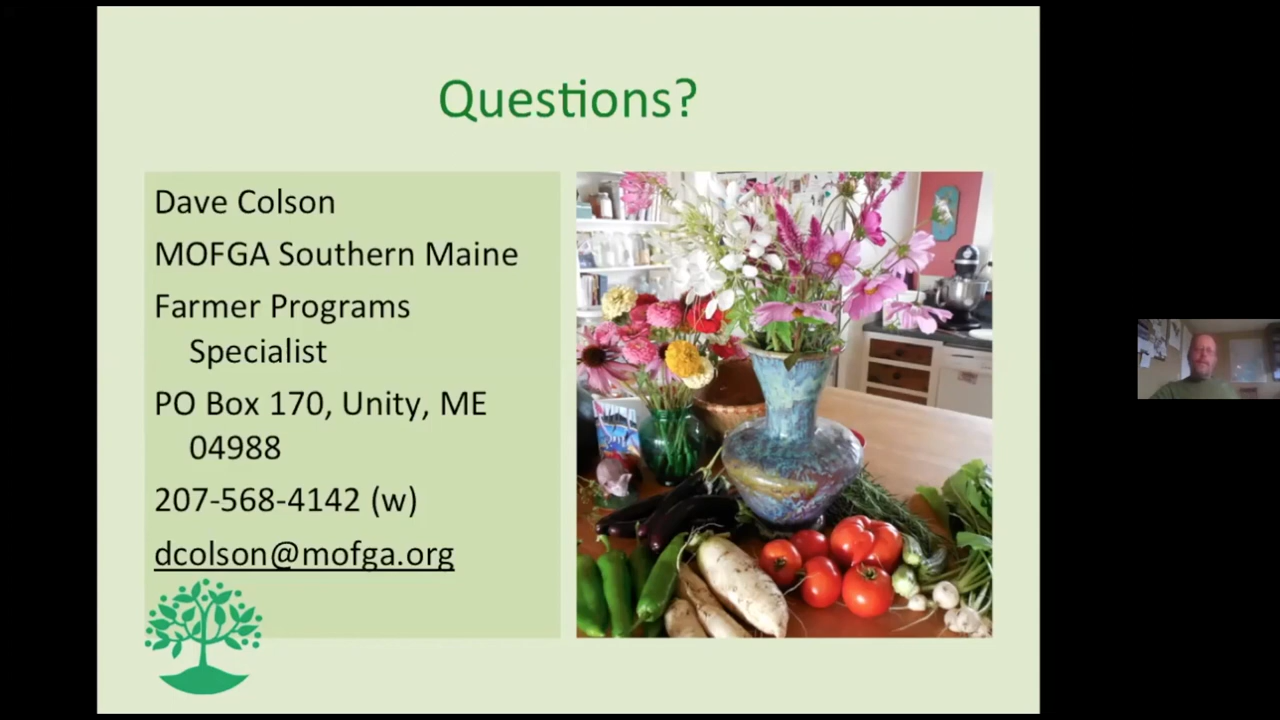 Questions?
Dave Colson
MOFGA Southern Maine
Farmer Programs
Specialist
PO Box 170, Unity, ME
04988
207-568-4142 (w)
dcolson@mofga.org